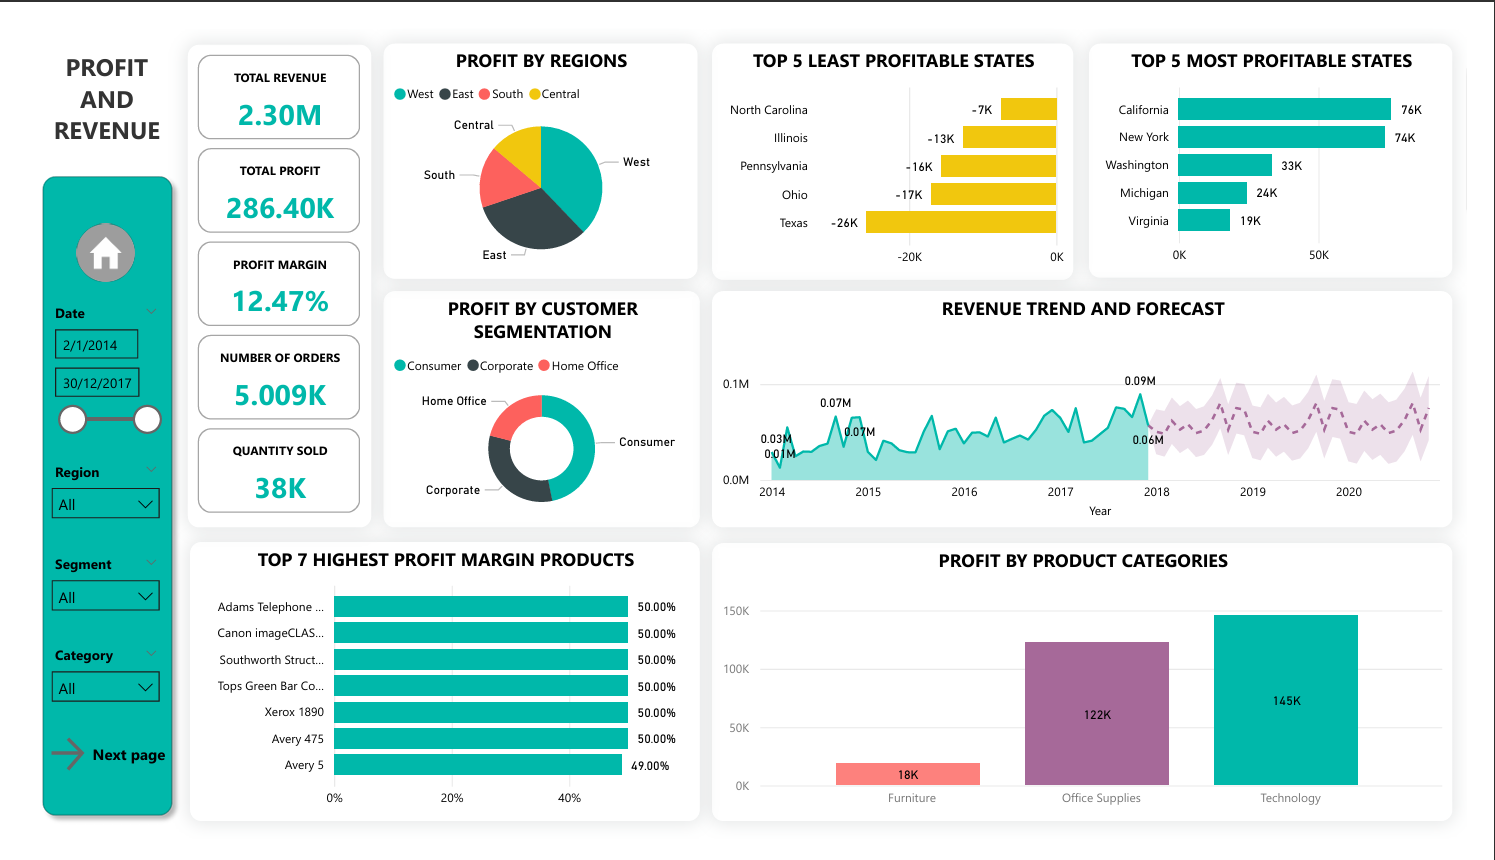 PROFIT
AND
REVENUE
Date
2/1/2014
30/12/2017
Region
All
Segment
All
Category
All
Next page
TOTAL REVENUE
2.30M
TOTAL PROFIT
286.40K
PROFIT MARGIN
12.47%
NUMBER OF ORDERS
5.009K
QUANTITY SOLD
38K
PROFIT BY REGIONS
West East South Central
Central
West
South
East
TOP 5 LEAST PROFITABLE STATES
North Carolina -7K
Illinois -13K
Pennsylvania -16K
Ohio -17K
Texas -26K
-20K 0K
TOP 5 MOST PROFITABLE STATES
California 76K
New York 74K
Washington 33K
Michigan 24K
Virginia 19K
0K 50K
PROFIT BY CUSTOMER
SEGMENTATION
Consumer Corporate Home Office
Home Office
Consumer
Corporate
REVENUE TREND AND FORECAST
0.1M
0.09M
0.07M
0.07M
0.03M
0.06M
0.01M
0.0M
2014 2015 2016 2017 2018 2019 2020
Year
TOP 7 HIGHEST PROFIT MARGIN PRODUCTS
Adams Telephone ... 50.00%
Canon imageCLAS... 50.00%
Southworth Struct... 50.00%
Tops Green Bar Co... 50.00%
Xerox 1890 50.00%
Avery 475 50.00%
Avery 5 49.00%
0% 20% 40%
PROFIT BY PRODUCT CATEGORIES
150K
100K
50K
0K
18K
122K
145K
Furniture Office Supplies Technology